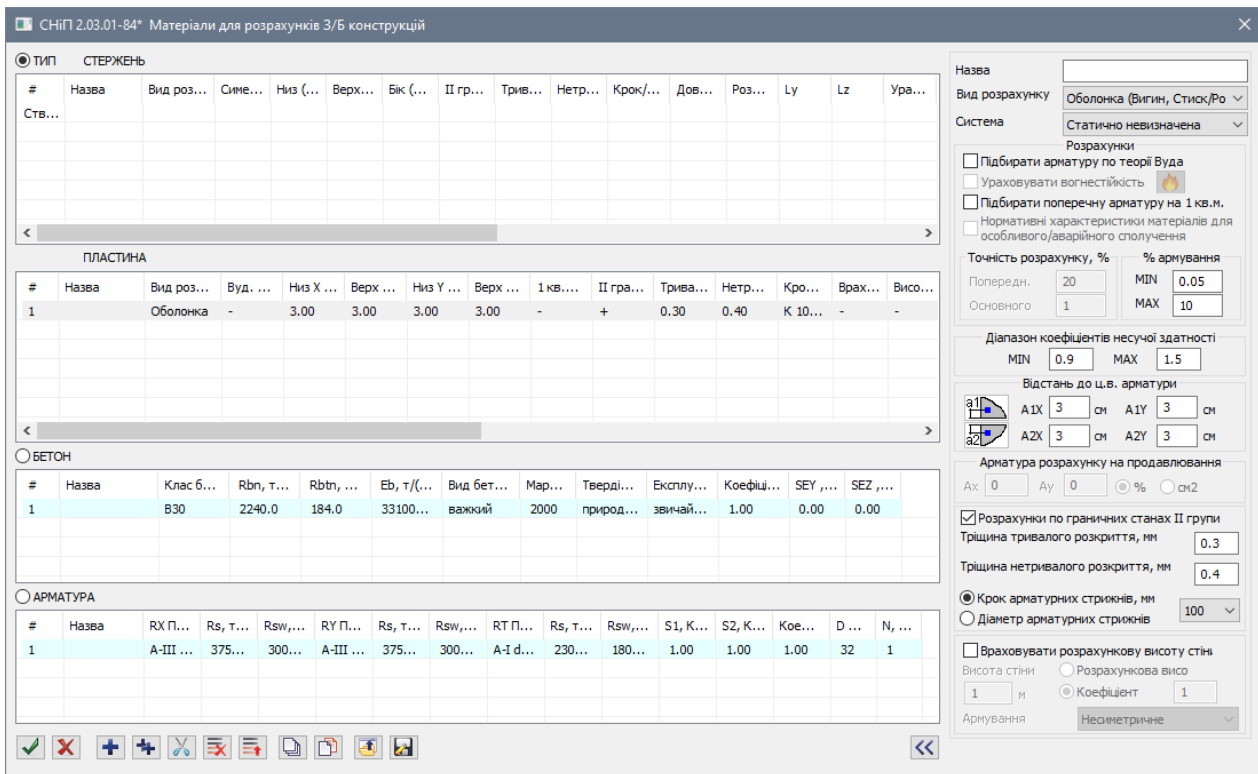 СНіП 2.03.01-84* Матеріали для розрахунків З/Б конструкцій
ТИП СТЕРЖЕНЬ
# Назва Вид роз... Симе... Низ (... Верх... Бік (... II гр... Трив... Нетр... Крок/... Дов... Роз... Ly Lz Ура...
Ств...
ПЛАСТИНА
# Назва Вид роз... Вуд. ... Низ X ... Верх ... Низ Y ... Верх ... 1 кв.... II гра... Трива... Нетр... Кро... Врах... Висо...
1 Оболонка - 3.00 3.00 3.00 3.00 - + 0.30 0.40 К 10... - -
БЕТОН
# Назва Клас б... Rbn, т... Rbtn, ... Eb, т/(... Вид бет... Мар... Тверді... Експлу... Коефіці... SEY ,... SEZ ,...
1 B30 2240.0 184.0 33100... важкий 2000 природ... звичай... 1.00 0.00 0.00
АРМАТУРА
# Назва RX П... Rs, т... Rsw,... RY П... Rs, т... Rsw,... RT П... Rs, т... Rsw,... S1, К... S2, К... Кое... D ... N, ...
1 A-III ... 375... 300... A-III ... 375... 300... A-I d... 230... 180... 1.00 1.00 1.00 32 1
Назва
Вид розрахунку Оболонка (Вигин, Стиск/Ро
Система Статично невизначена
Розрахунки
Підбирати арматуру по теорії Вуда
Ураховувати вогнестійкість
Підбирати поперечну арматуру на 1 кв.м.
Нормативні характеристики матеріалів для
особливого/аварійного сполучення
Точність розрахунку, % % армування
Попередн. 20 MIN 0.05
Основного 1 MAX 10
Діапазон коефіцієнтів несучої здатності
MIN 0.9 MAX 1.5
Відстань до ц.в. арматури
a1 A1X 3 см A1Y 3 см
a2 A2X 3 см A2Y 3 см
Арматура розрахунку на продавлювання
Ax 0 Ay 0 % см2
Розрахунки по граничних станах II групи
Тріщина тривалого розкриття, мм 0.3
Тріщина нетривалого розкриття, мм 0.4
Крок арматурних стрижнів, мм 100
Діаметр арматурних стрижнів
Враховувати розрахункову висоту стін
Висота стіни Розрахункова висо
1 м Коефіцієнт 1
Армування Несиметричне